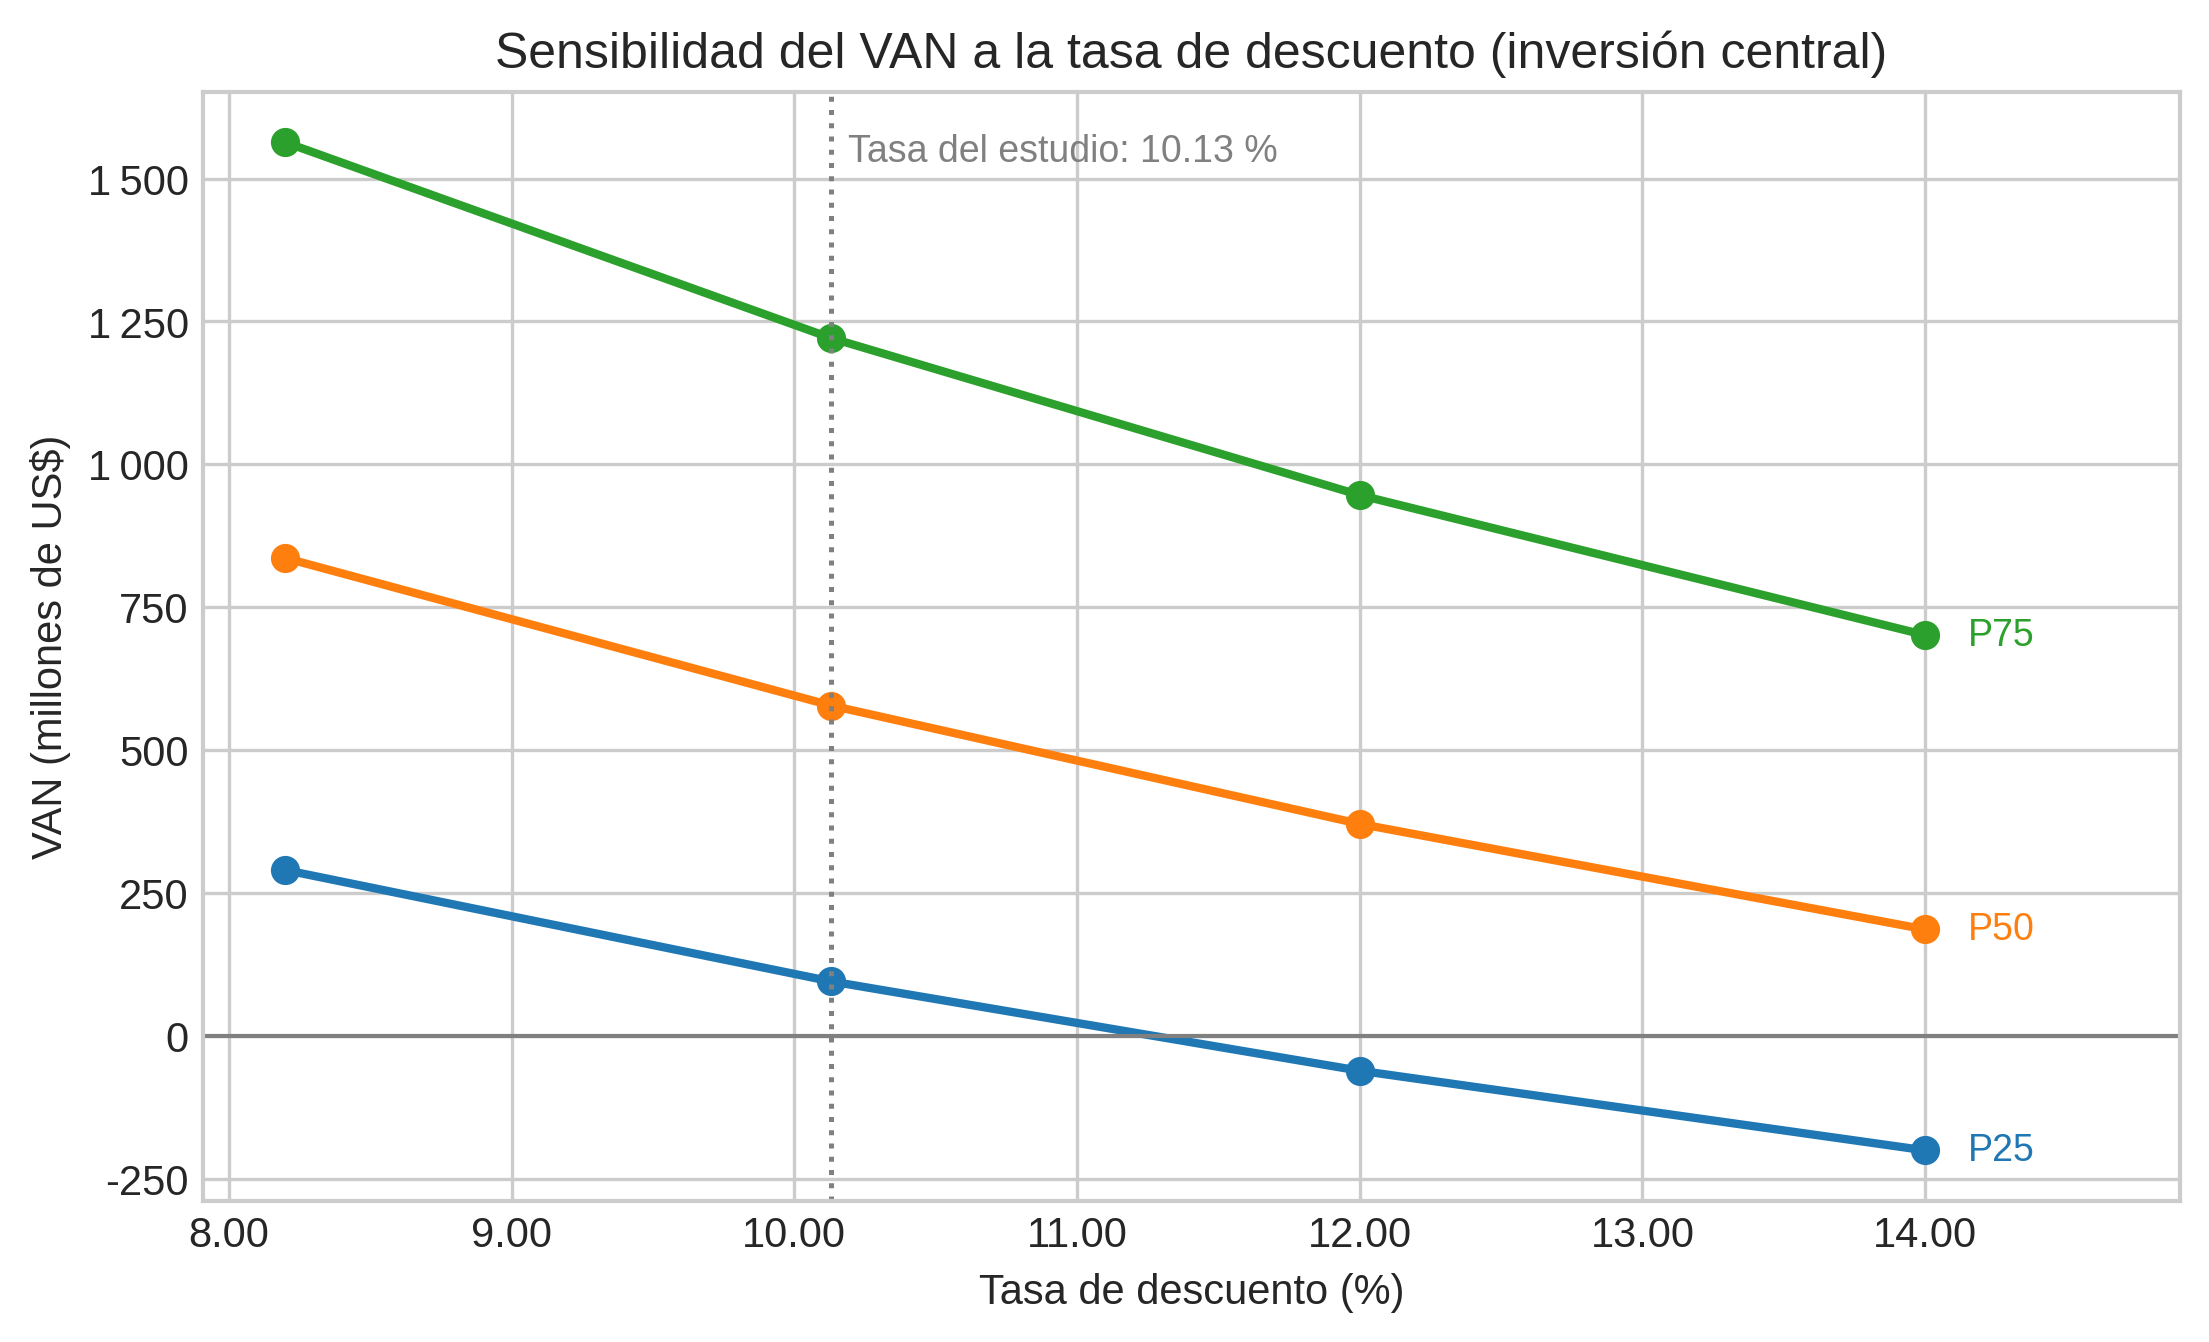 Sensibilidad del VAN a la tasa de descuento (inversión central)
Tasa del estudio: 10.13 %
VAN (millones de US$)
1 500
1 250
1 000
750
500
250
0
-250
P75
P50
P25
8.00 9.00 10.00 11.00 12.00 13.00 14.00
Tasa de descuento (%)